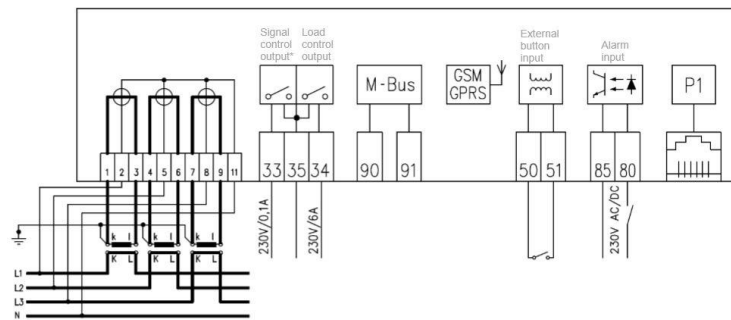 Signal control output*
Load control output
External button input
Alarm input
M-Bus
GSM GPRS
P1
1 2 3 4 5 6 7 8 9 11
33 35 34
90 91
50 51
85 80
230V/0,1A
230V/6A
230V AC/DC
k l k l k l
K L K L K L
L1
L2
L3
N